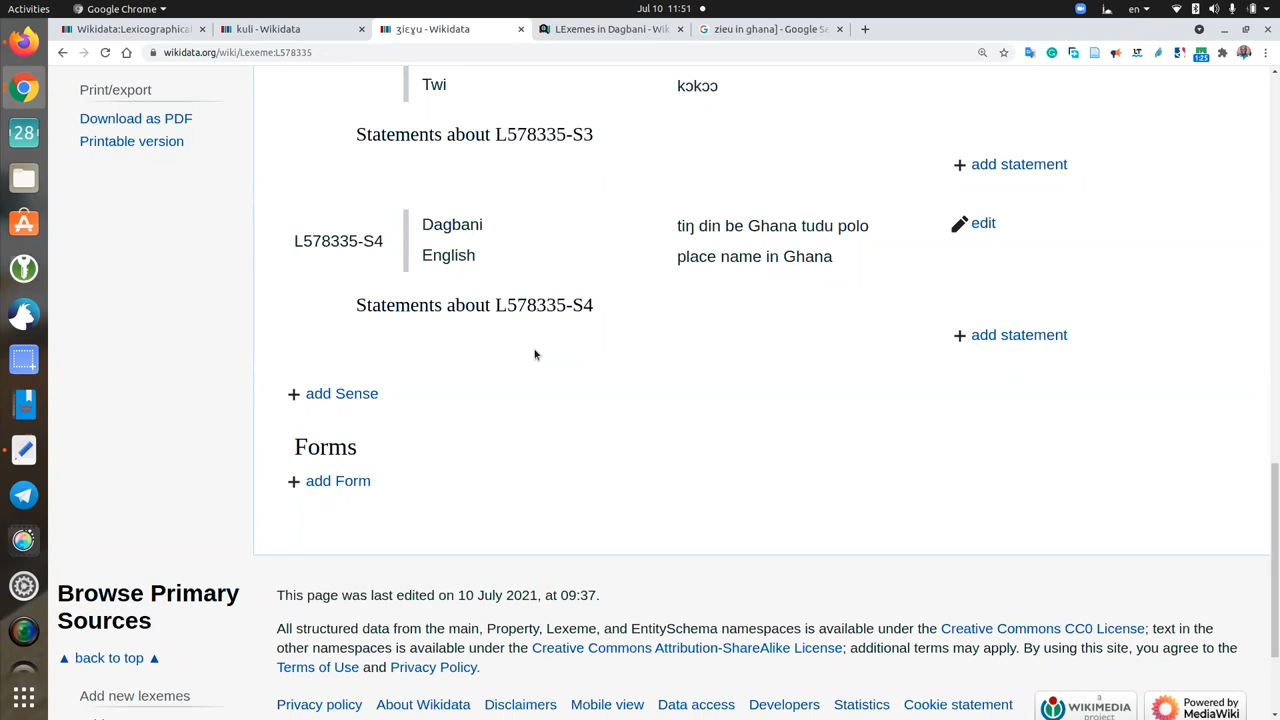 Activities
Google Chrome
Jul 10 11:51
en
Wikidata:Lexicographical
kuli - Wikidata
ʒiɛɣu - Wikidata
LExemes in Dagbani - Wik
zieu in ghana] - Google Se
wikidata.org/wiki/Lexeme:L578335
1:25
28
Print/export
Download as PDF
Printable version
Twi
kɔkɔɔ
Statements about L578335-S3
+ add statement
L578335-S4
Dagbani
tiŋ din be Ghana tudu polo
edit
English
place name in Ghana
Statements about L578335-S4
+ add statement
+ add Sense
Forms
+ add Form
Browse Primary
Sources
▲ back to top ▲
Add new lexemes
This page was last edited on 10 July 2021, at 09:37.
All structured data from the main, Property, Lexeme, and EntitySchema namespaces is available under the Creative Commons CC0 License; text in the
other namespaces is available under the Creative Commons Attribution-ShareAlike License; additional terms may apply. By using this site, you agree to the
Terms of Use and Privacy Policy.
Privacy policy
About Wikidata
Disclaimers
Mobile view
Data access
Developers
Statistics
Cookie statement
a
WIKIMEDIA
project
Powered by
MediaWiki